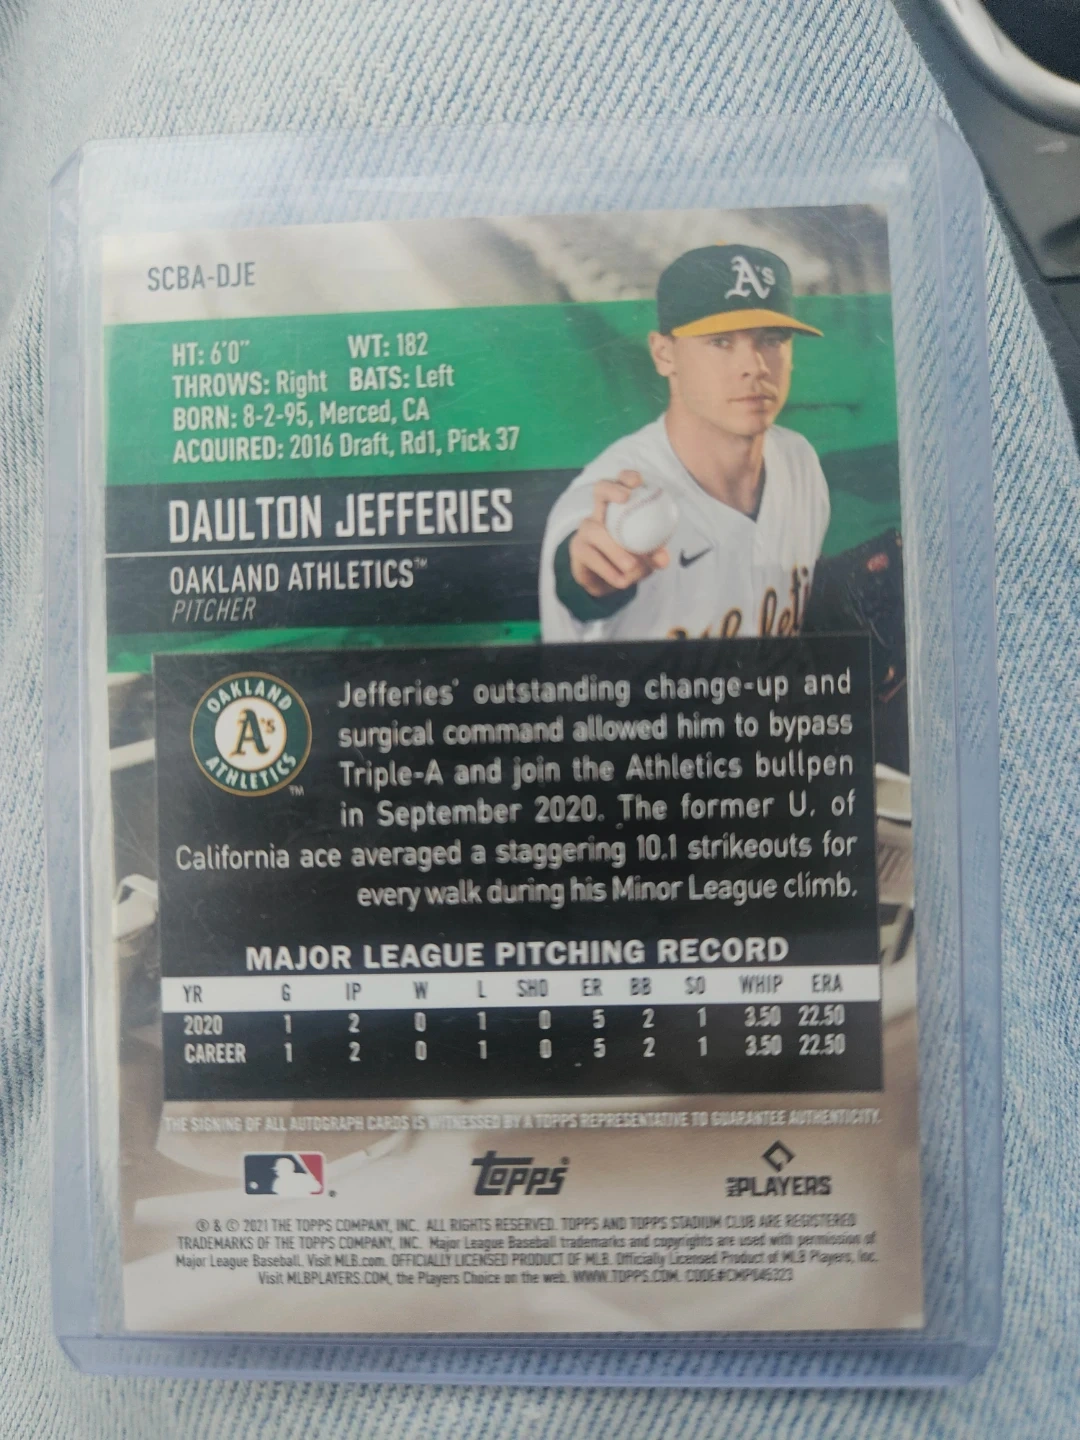 SCBA-DJE
A's
HT: 6'0" WT: 182
THROWS: Right BATS: Left
BORN: 8-2-95, Merced, CA
ACQUIRED: 2016 Draft, Rd1, Pick 37
DAULTON JEFFERIES
OAKLAND ATHLETICS™
PITCHER
OAKLAND A's ATHLETICS ™
Jefferies' outstanding change-up and
surgical command allowed him to bypass
Triple-A and join the Athletics bullpen
in September 2020. The former U. of
California ace averaged a staggering 10.1 strikeouts for
every walk during his Minor League climb.
MAJOR LEAGUE PITCHING RECORD
YR G IP W L SHO ER BB SO WHIP ERA
2020 1 2 0 1 0 5 2 1 3.50 22.50
CAREER 1 2 0 1 0 5 2 1 3.50 22.50
THE SIGNING OF ALL AUTOGRAPH CARDS IS WITNESSED BY A TOPPS REPRESENTATIVE TO GUARANTEE AUTHENTICITY.
® topps® MLB PLAYERS
® & © 2021 THE TOPPS COMPANY, INC. ALL RIGHTS RESERVED. TOPPS AND TOPPS STADIUM CLUB ARE REGISTERED
TRADEMARKS OF THE TOPPS COMPANY, INC. Major League Baseball trademarks and copyrights are used with permission of
Major League Baseball. Visit MLB.com. OFFICIALLY LICENSED PRODUCT OF MLB. Officially Licensed Product of MLB Players, Inc.
Visit MLBPLAYERS.COM, the Players Choice on the web. WWW.TOPPS.COM. CODE#CMP045323